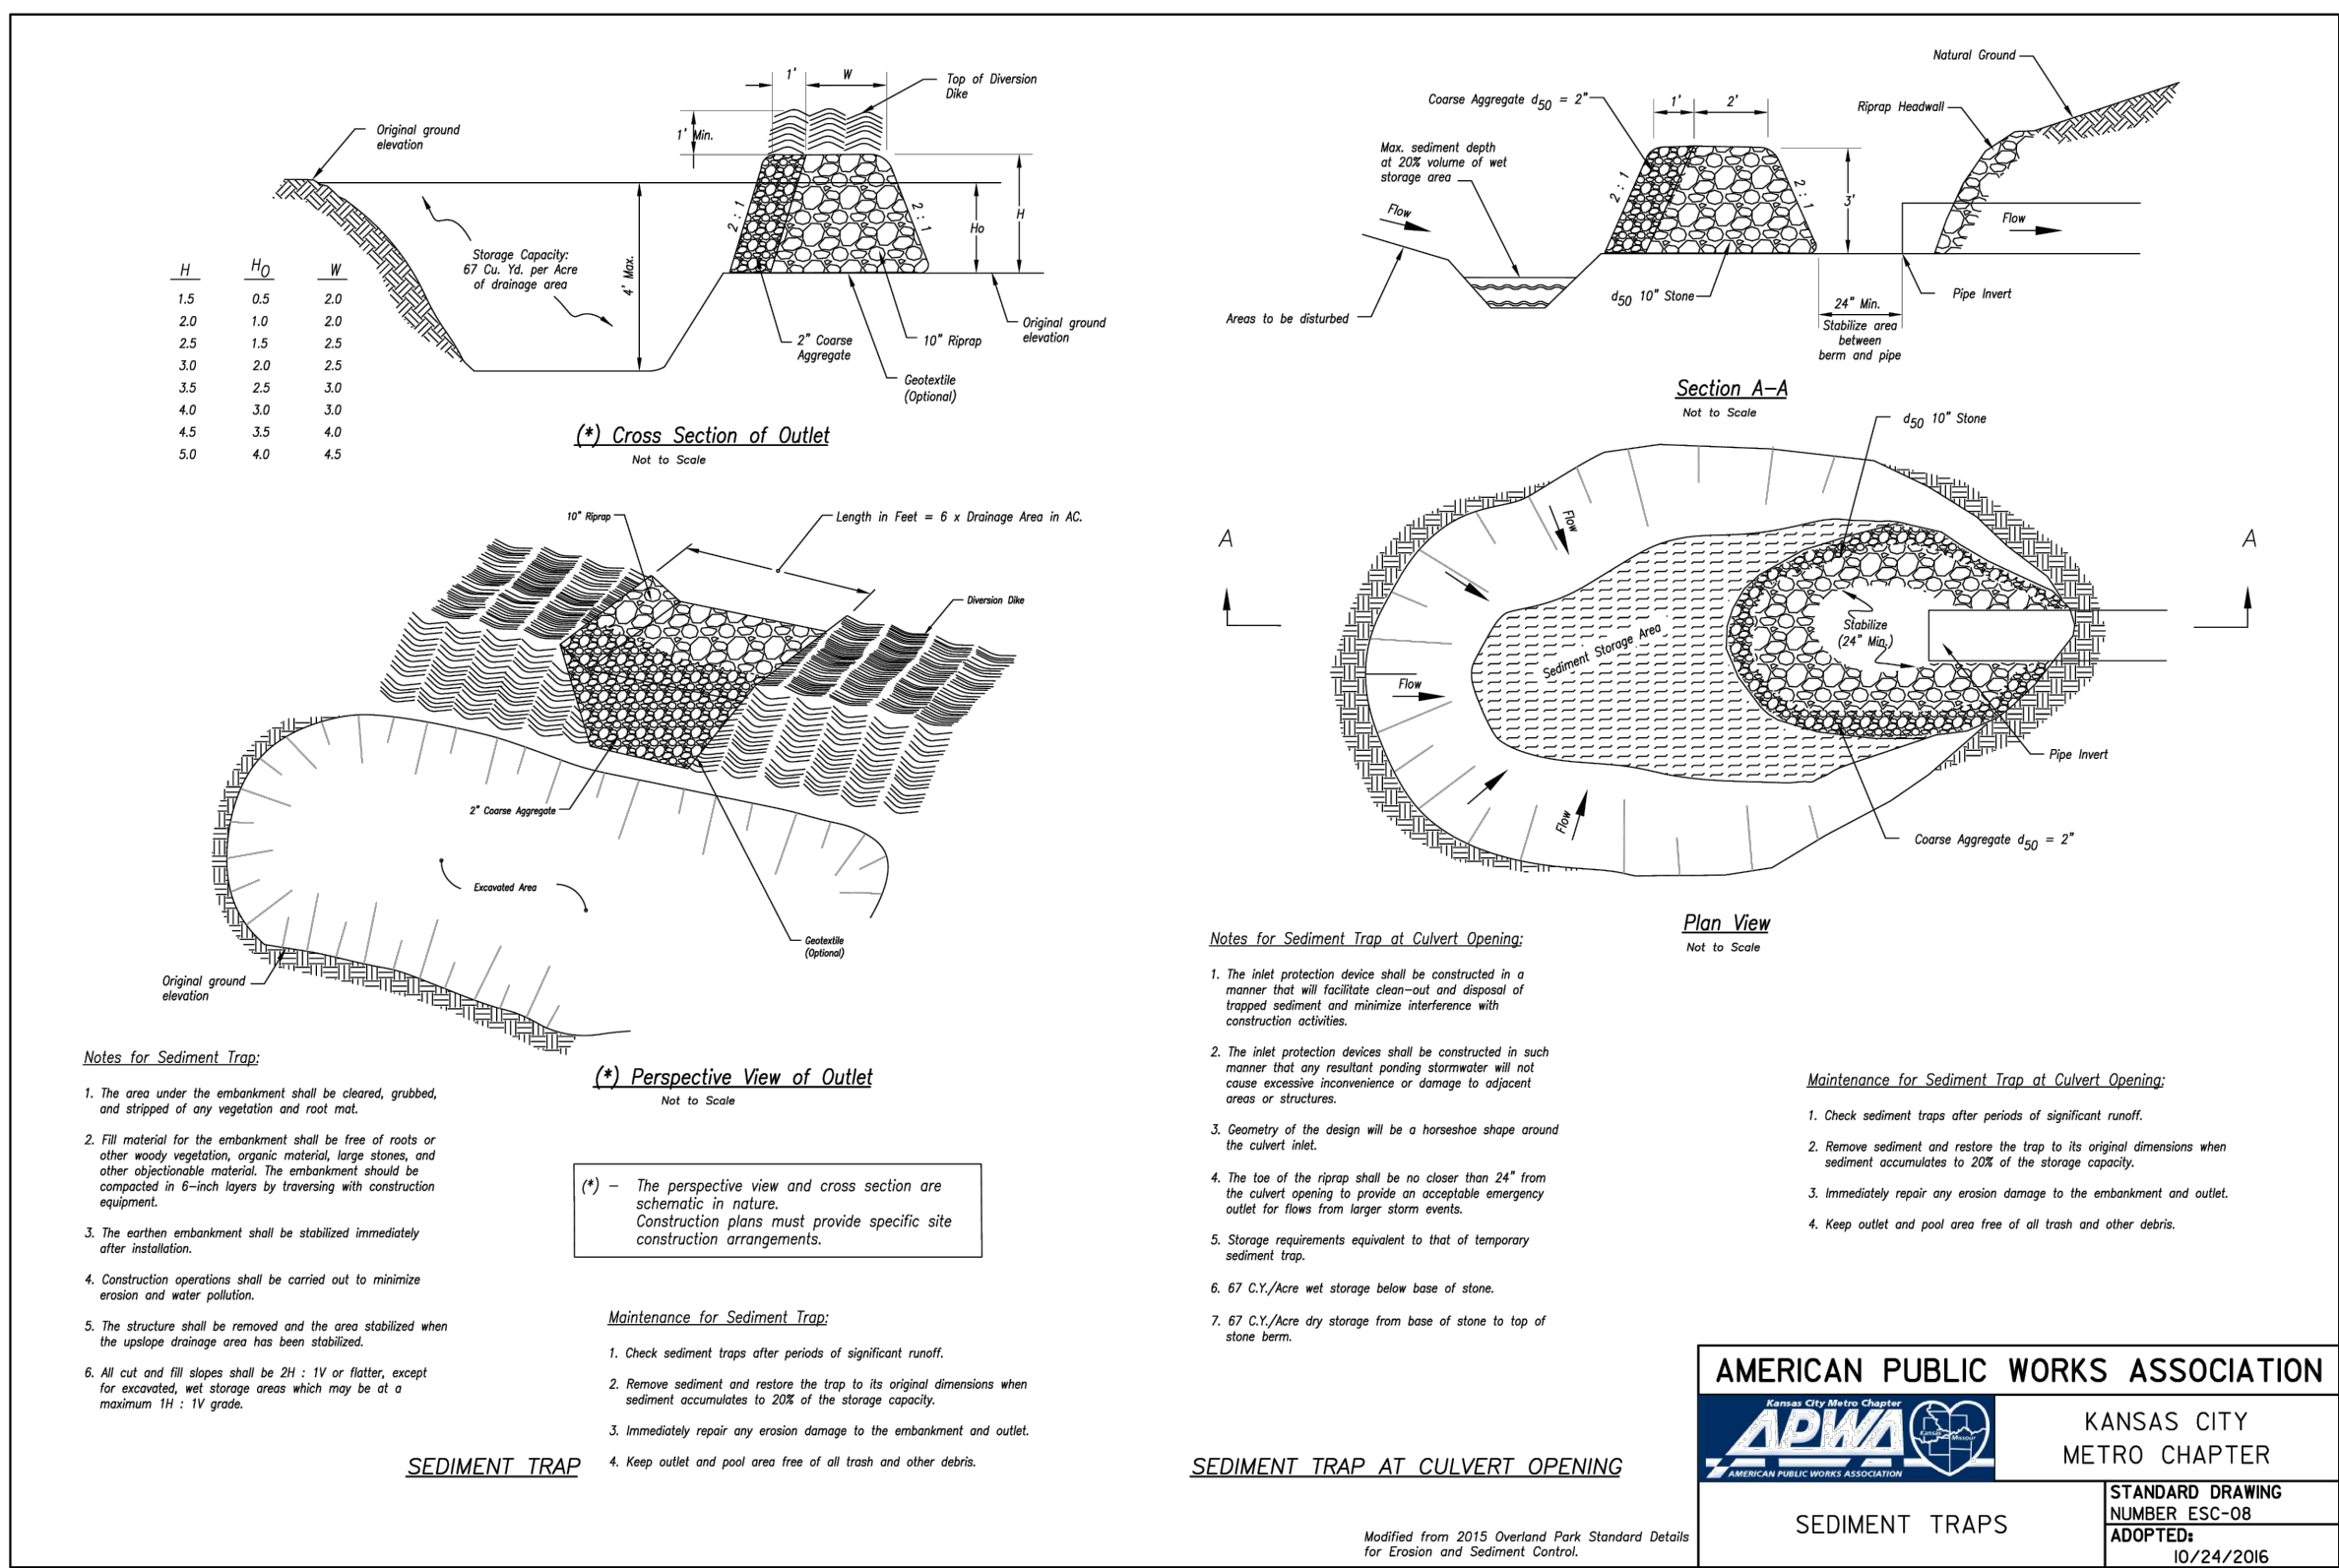 1'
W
Top of Diversion
Dike
1' Min.
Original ground
elevation
Storage Capacity:
67 Cu. Yd. per Acre
of drainage area
4' Max.
2 : 1
2 : 1
Ho
H
2" Coarse
Aggregate
10" Riprap
Geotextile
(Optional)
Original ground
elevation
H HO W
1.5 0.5 2.0
2.0 1.0 2.0
2.5 1.5 2.5
3.0 2.0 2.5
3.5 2.5 3.0
4.0 3.0 3.0
4.5 3.5 4.0
5.0 4.0 4.5
(*) Cross Section of Outlet
Not to Scale
10" Riprap
Length in Feet = 6 x Drainage Area in AC.
Diversion Dike
2" Coarse Aggregate
Excavated Area
Geotextile
(Optional)
Original ground
elevation
(*) Perspective View of Outlet
Not to Scale
Notes for Sediment Trap:
1. The area under the embankment shall be cleared, grubbed,
and stripped of any vegetation and root mat.
2. Fill material for the embankment shall be free of roots or
other woody vegetation, organic material, large stones, and
other objectionable material. The embankment should be
compacted in 6-inch layers by traversing with construction
equipment.
3. The earthen embankment shall be stabilized immediately
after installation.
4. Construction operations shall be carried out to minimize
erosion and water pollution.
5. The structure shall be removed and the area stabilized when
the upslope drainage area has been stabilized.
6. All cut and fill slopes shall be 2H : 1V or flatter, except
for excavated, wet storage areas which may be at a
maximum 1H : 1V grade.
(*) - The perspective view and cross section are
schematic in nature.
Construction plans must provide specific site
construction arrangements.
Maintenance for Sediment Trap:
1. Check sediment traps after periods of significant runoff.
2. Remove sediment and restore the trap to its original dimensions when
sediment accumulates to 20% of the storage capacity.
3. Immediately repair any erosion damage to the embankment and outlet.
4. Keep outlet and pool area free of all trash and other debris.
SEDIMENT TRAP
Natural Ground
Coarse Aggregate d50 = 2"
1'
2'
Riprap Headwall
Max. sediment depth
at 20% volume of wet
storage area
Flow
2 : 1
2 : 1
3'
Flow
d50 10" Stone
Areas to be disturbed
24" Min.
Stabilize area
between
berm and pipe
Pipe Invert
Section A-A
Not to Scale
d50 10" Stone
A
A
Flow
Stabilize
(24" Min.)
Sediment Storage Area
Flow
Flow
Pipe Invert
Coarse Aggregate d50 = 2"
Plan View
Not to Scale
Notes for Sediment Trap at Culvert Opening:
1. The inlet protection device shall be constructed in a
manner that will facilitate clean-out and disposal of
trapped sediment and minimize interference with
construction activities.
2. The inlet protection devices shall be constructed in such
manner that any resultant ponding stormwater will not
cause excessive inconvenience or damage to adjacent
areas or structures.
3. Geometry of the design will be a horseshoe shape around
the culvert inlet.
4. The toe of the riprap shall be no closer than 24" from
the culvert opening to provide an acceptable emergency
outlet for flows from larger storm events.
5. Storage requirements equivalent to that of temporary
sediment trap.
6. 67 C.Y./Acre wet storage below base of stone.
7. 67 C.Y./Acre dry storage from base of stone to top of
stone berm.
Maintenance for Sediment Trap at Culvert Opening:
1. Check sediment traps after periods of significant runoff.
2. Remove sediment and restore the trap to its original dimensions when
sediment accumulates to 20% of the storage capacity.
3. Immediately repair any erosion damage to the embankment and outlet.
4. Keep outlet and pool area free of all trash and other debris.
SEDIMENT TRAP AT CULVERT OPENING
Modified from 2015 Overland Park Standard Details
for Erosion and Sediment Control.
AMERICAN PUBLIC WORKS ASSOCIATION
Kansas City Metro Chapter
APWA
Kansas Missouri
AMERICAN PUBLIC WORKS ASSOCIATION
KANSAS CITY
METRO CHAPTER
SEDIMENT TRAPS
STANDARD DRAWING
NUMBER ESC-08
ADOPTED:
10/24/2016